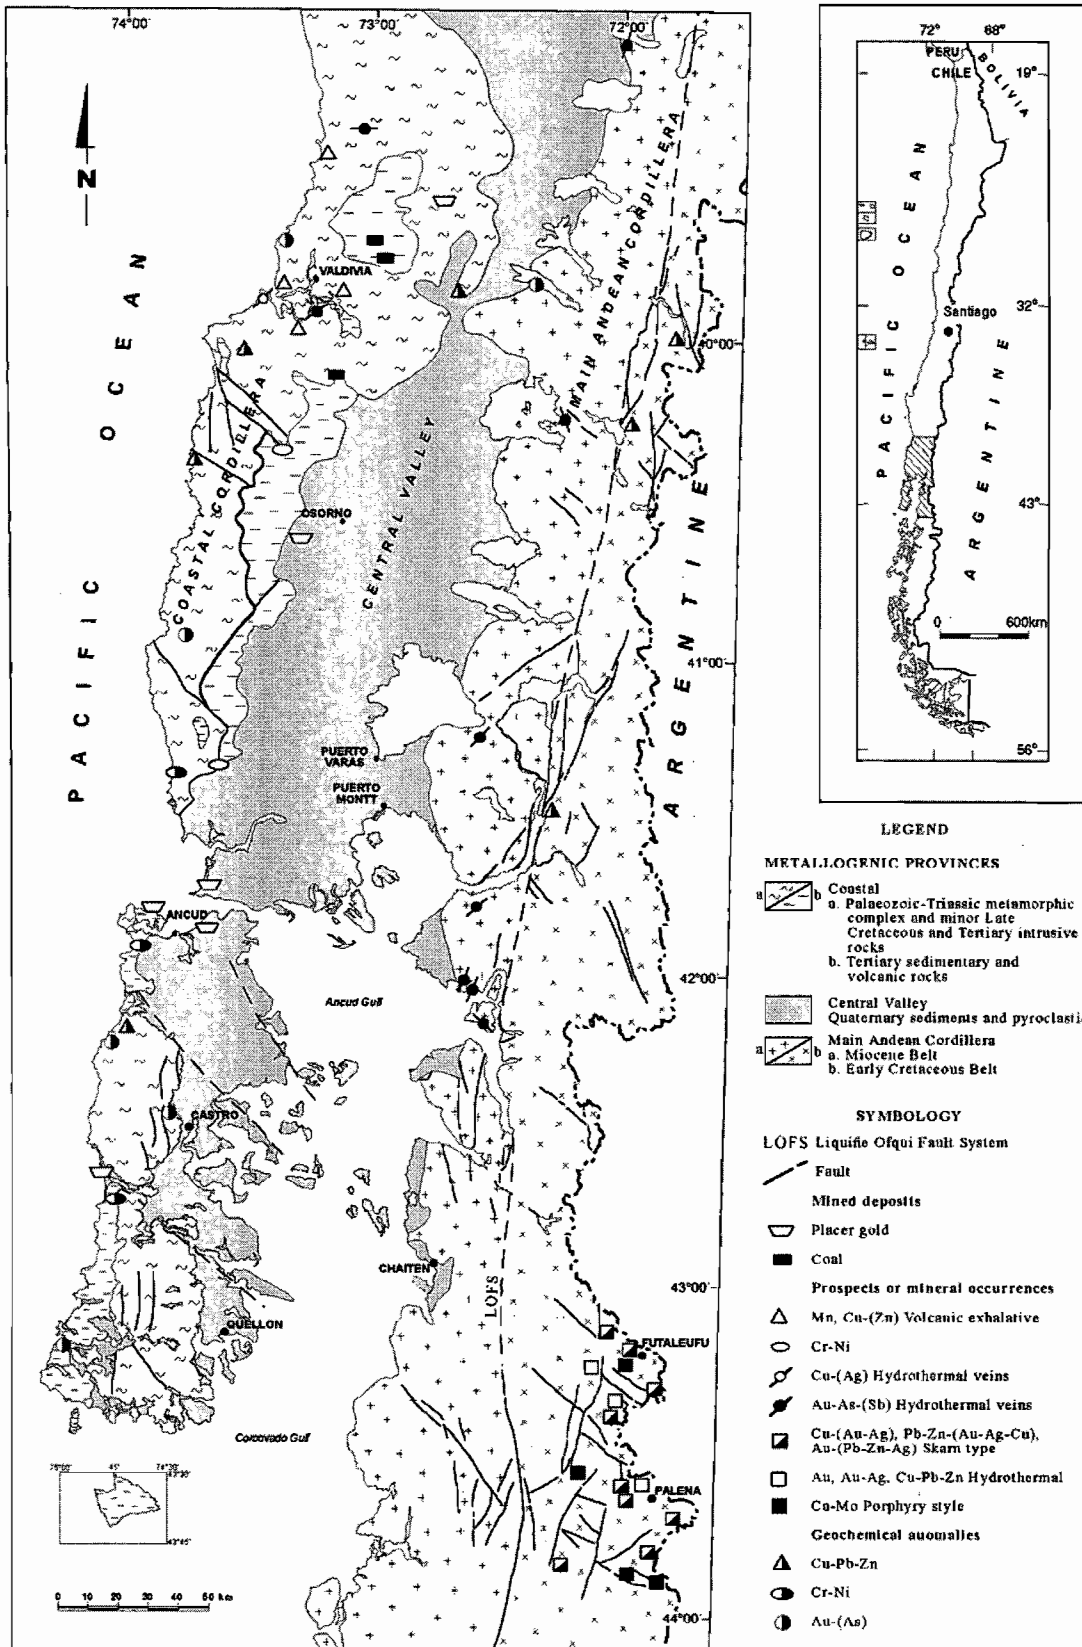 74°00'
73°00'
72°00'
N
PACIFIC OCEAN
VALDIVIA
40°00'
COASTAL CORDILLERA
CENTRAL VALLEY
MAIN ANDEAN CORDILLERA
ARGENTINE
OSORNO
41°00'
PUERTO
VARAS
PUERTO
MONTT
ANCUD
Ancud Gulf
42°00'
CASTRO
CHAITEN
LOFS
43°00'
QUELLON
FUTALEUFU
Corcovado Gulf
PALENA
45'
43°45'
0 10 20 30 40 50 km
44°00'
72°
68°
PERU
BOLIVIA
CHILE
19°
PACIFIC OCEAN
Santiago
32°
ARGENTINE
43°
0 600km
56°
LEGEND
METALLOGENIC PROVINCES
a b Coastal
a. Palaeozoic-Triassic metamorphic
complex and minor Late
Cretaceous and Tertiary intrusive
rocks
b. Tertiary sedimentary and
volcanic rocks
Central Valley
Quaternary sediments and pyroclasti
a b Main Andean Cordillera
a. Miocene Belt
b. Early Cretaceous Belt
SYMBOLOGY
LOFS Liquiñe Ofqui Fault System
Fault
Mined deposits
Placer gold
Coal
Prospects or mineral occurrences
Mn, Cu-(Zn) Volcanic exhalative
Cr-Ni
Cu-(Ag) Hydrothermal veins
Au-As-(Sb) Hydrothermal veins
Cu-(Au-Ag), Pb-Zn-(Au-Ag-Cu),
Au-(Pb-Zn-Ag) Skarn type
Au, Au-Ag, Cu-Pb-Zn Hydrothermal
Cu-Mo Porphyry style
Geochemical anomalies
Cu-Pb-Zn
Cr-Ni
Au-(As)